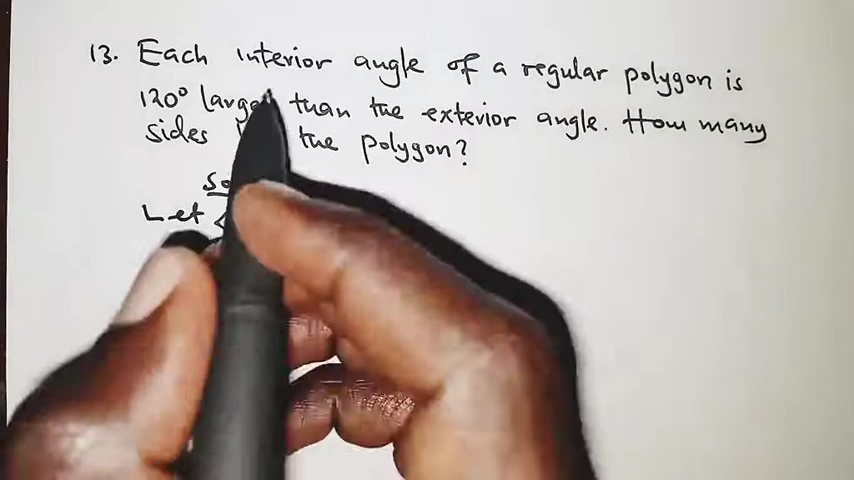 13. Each interior angle of a regular polygon is
120° larger than the exterior angle. How many
sides the polygon?
Let